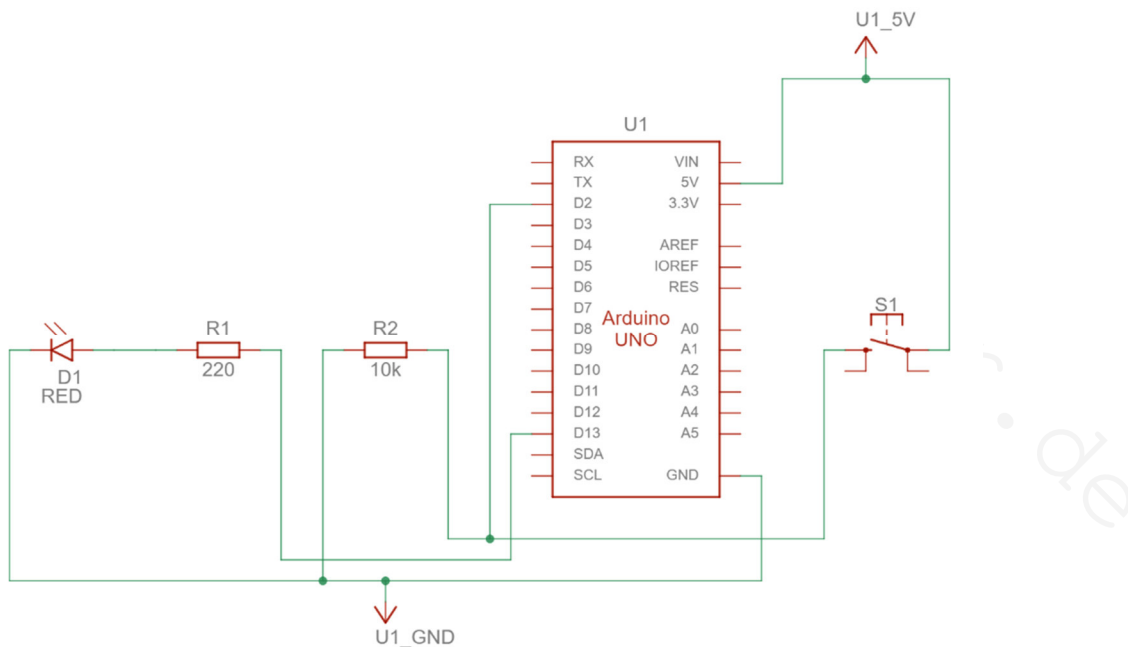 U1_5V
U1
RX VIN
TX 5V
D2 3.3V
D3
D4 AREF
D5 IOREF
D6 RES
D7
D8 A0
D9 A1
D10 A2
D11 A3
D12 A4
D13 A5
SDA
SCL GND
Arduino
UNO
S1
R1
220
R2
10k
D1
RED
U1_GND
.de